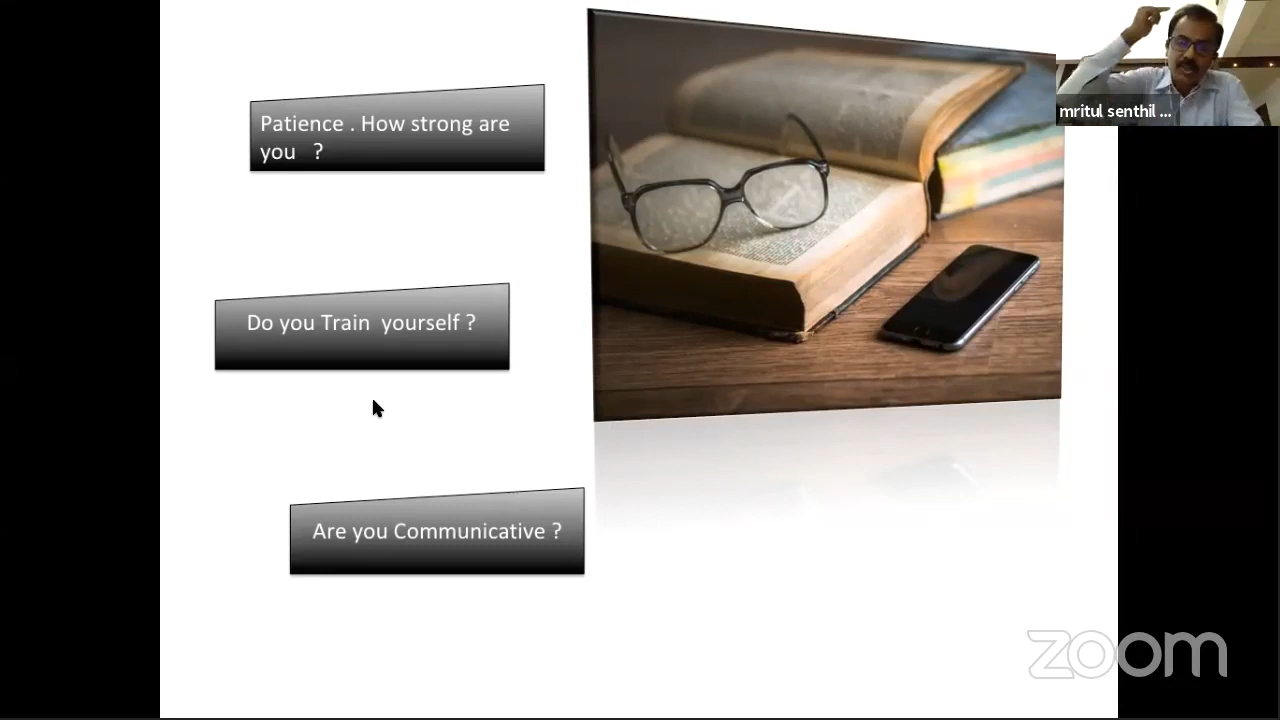 Patience . How strong are
you ?
Do you Train yourself ?
Are you Communicative ?
mritul senthil ...
zoom